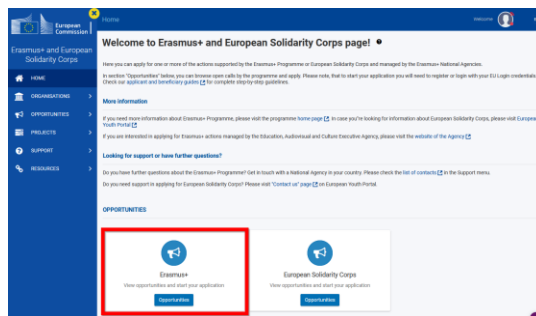 European
Commission
Home
Welcome
Erasmus+ and European
Solidarity Corps
HOME
ORGANISATIONS
OPPORTUNITIES
PROJECTS
SUPPORT
RESOURCES
Welcome to Erasmus+ and European Solidarity Corps page!
Here you can apply for one or more of the actions supported by the Erasmus+ Programme or European Solidarity Corps and managed by the Erasmus+ National Agencies.
In section "Opportunities" below, you can browse open calls by the programme and apply. Please note, that to start your application you will need to register or login with your EU Login credentials
Check our applicant and beneficiary guides for complete step-by-step guidelines.
More information
If you need more information about Erasmus+ Programme, please visit the programme home page. In case you're looking for information about European Solidarity Corps, please visit European
Youth Portal
If you are interested in applying for Erasmus+ actions managed by the Education, Audiovisual and Culture Executive Agency, please visit the website of the Agency
Looking for support or have further questions?
Do you have further questions about the Erasmus+ Programme? Get in touch with a National Agency in your country. Please check the list of contacts in the Support menu.
Do you need support in applying for European Solidarity Corps? Please visit "Contact us" page on European Youth Portal.
OPPORTUNITIES
Erasmus+
View opportunities and start your application
Opportunities
European Solidarity Corps
View opportunities and start your application
Opportunities